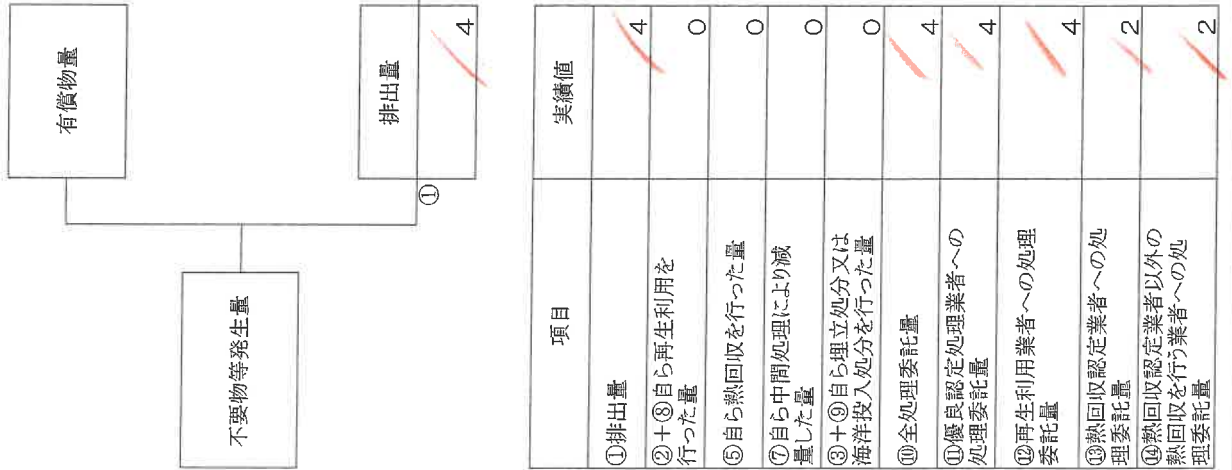 有償物量
不要物等発生量
排出量
①
4
項目
実績値
①排出量
4
②+⑧自ら再生利用を
行った量
0
⑤自ら熱回収を行った量
0
⑦自ら中間処理により減
量した量
0
③+⑨自ら埋立処分又は
海洋投入処分を行った量
0
⑩全処理委託量
4
⑪優良認定処理業者への
処理委託量
4
⑫再生利用業者への処理
委託量
4
⑬熱回収認定業者への処
理委託量
2
⑭熱回収認定業者以外の
熱回収を行う業者への処
理委託量
2